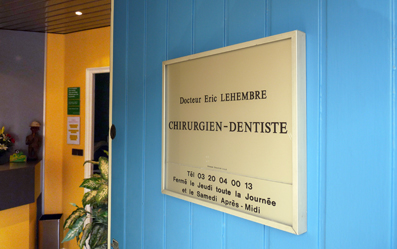 Docteur Eric LEHEMBRE
CHIRURGIEN-DENTISTE
Tél 03 20 04 00 13
Fermé le Jeudi toute la Journée
et le Samedi Après-Midi